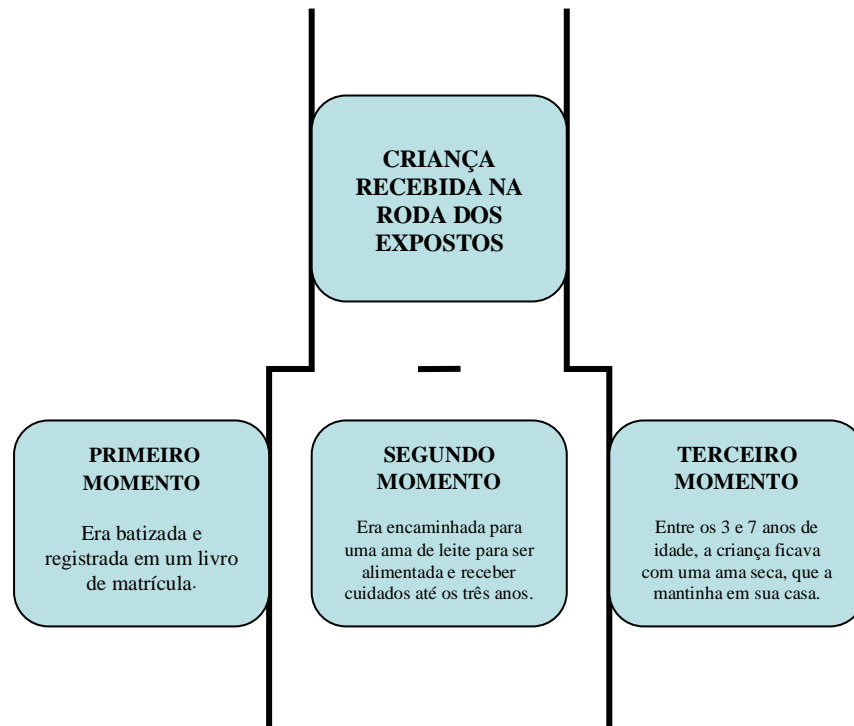 CRIANÇA
RECEBIDA NA
RODA DOS
EXPOSTOS
PRIMEIRO
MOMENTO
Era batizada e
registrada em um livro
de matrícula.
SEGUNDO
MOMENTO
Era encaminhada para
uma ama de leite para ser
alimentada e receber
cuidados até os três anos.
TERCEIRO
MOMENTO
Entre os 3 e 7 anos de
idade, a criança ficava
com uma ama seca, que a
mantinha em sua casa.